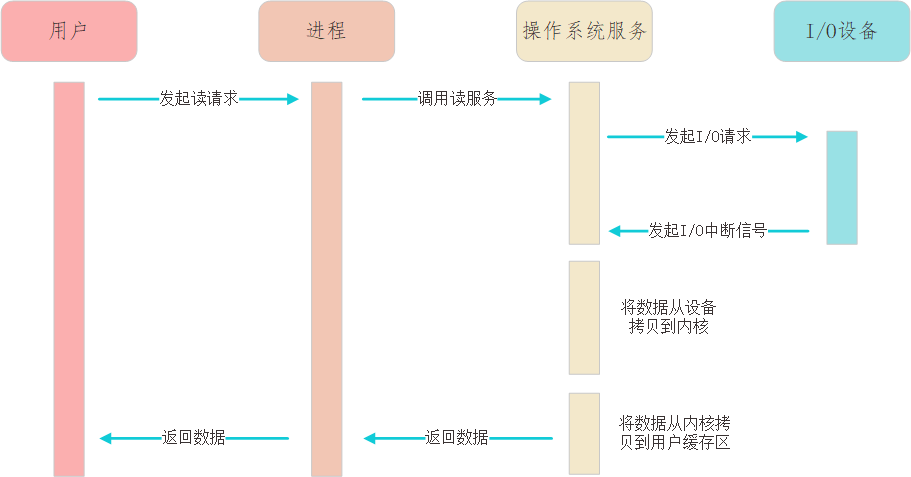 用户
进程
操作系统服务
I/O设备
发起读请求
调用读服务
发起I/O请求
发起I/O中断信号
将数据从设备
拷贝到内核
将数据从内核拷
贝到用户缓存区
返回数据
返回数据